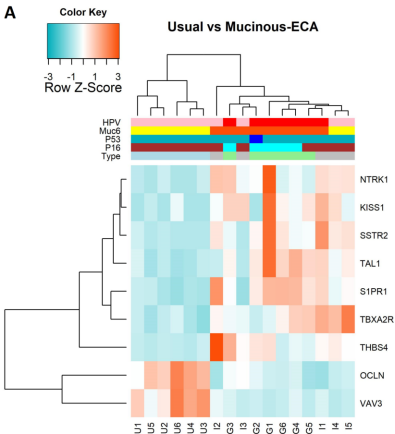 A
Color Key
Usual vs Mucinous-ECA
-3 -1 1 3
Row Z-Score
HPV
Muc6
P53
P16
Type
NTRK1
KISS1
SSTR2
TAL1
S1PR1
TBXA2R
THBS4
OCLN
VAV3
U1 U5 U2 U6 U4 U3 I2 G3 I3 G2 G1 G6 G4 G5 I1 I4 I5